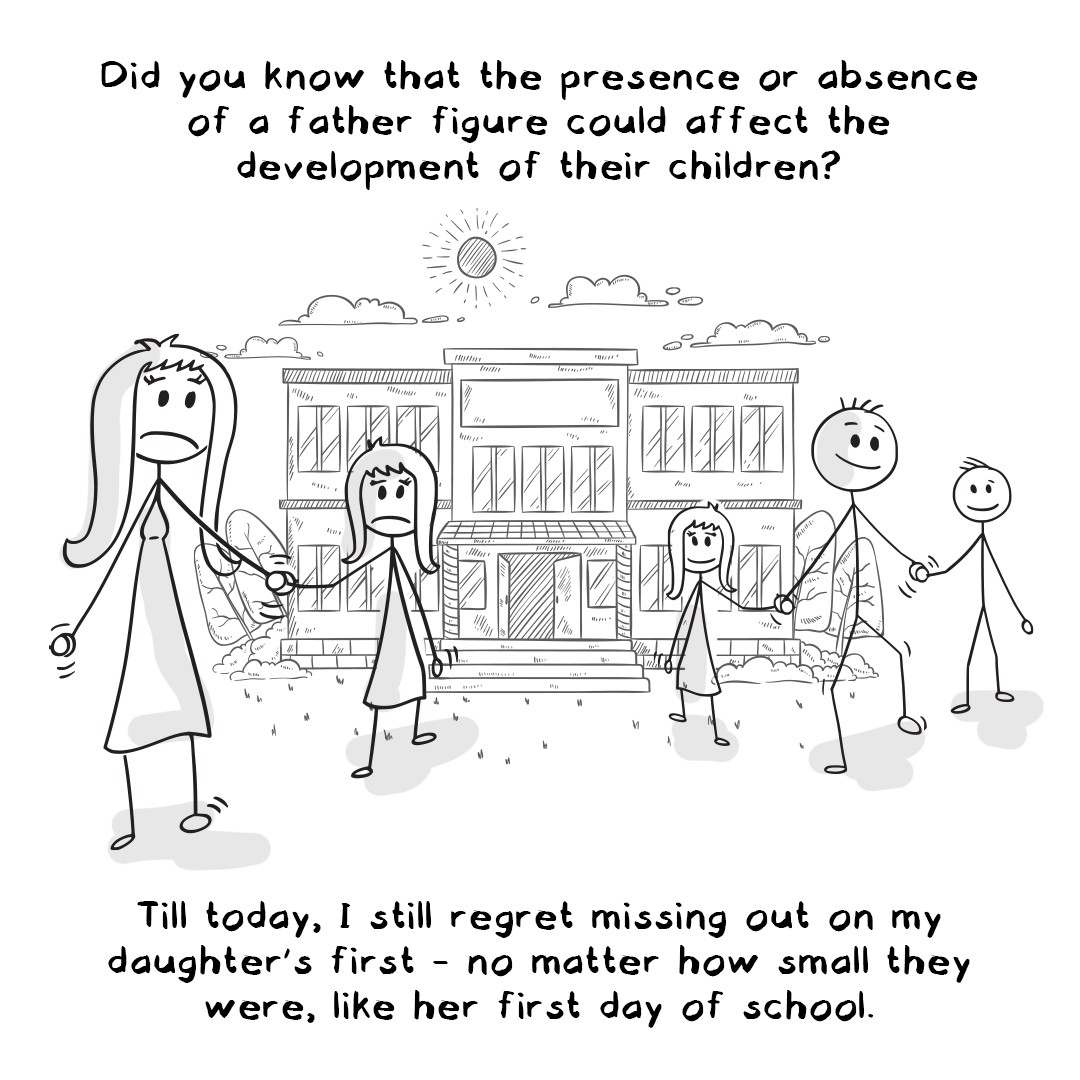 Did you know that the presence or absence
of a father figure could affect the
development of their children?
Till today, I still regret missing out on my
daughter's first - no matter how small they
were, like her first day of school.